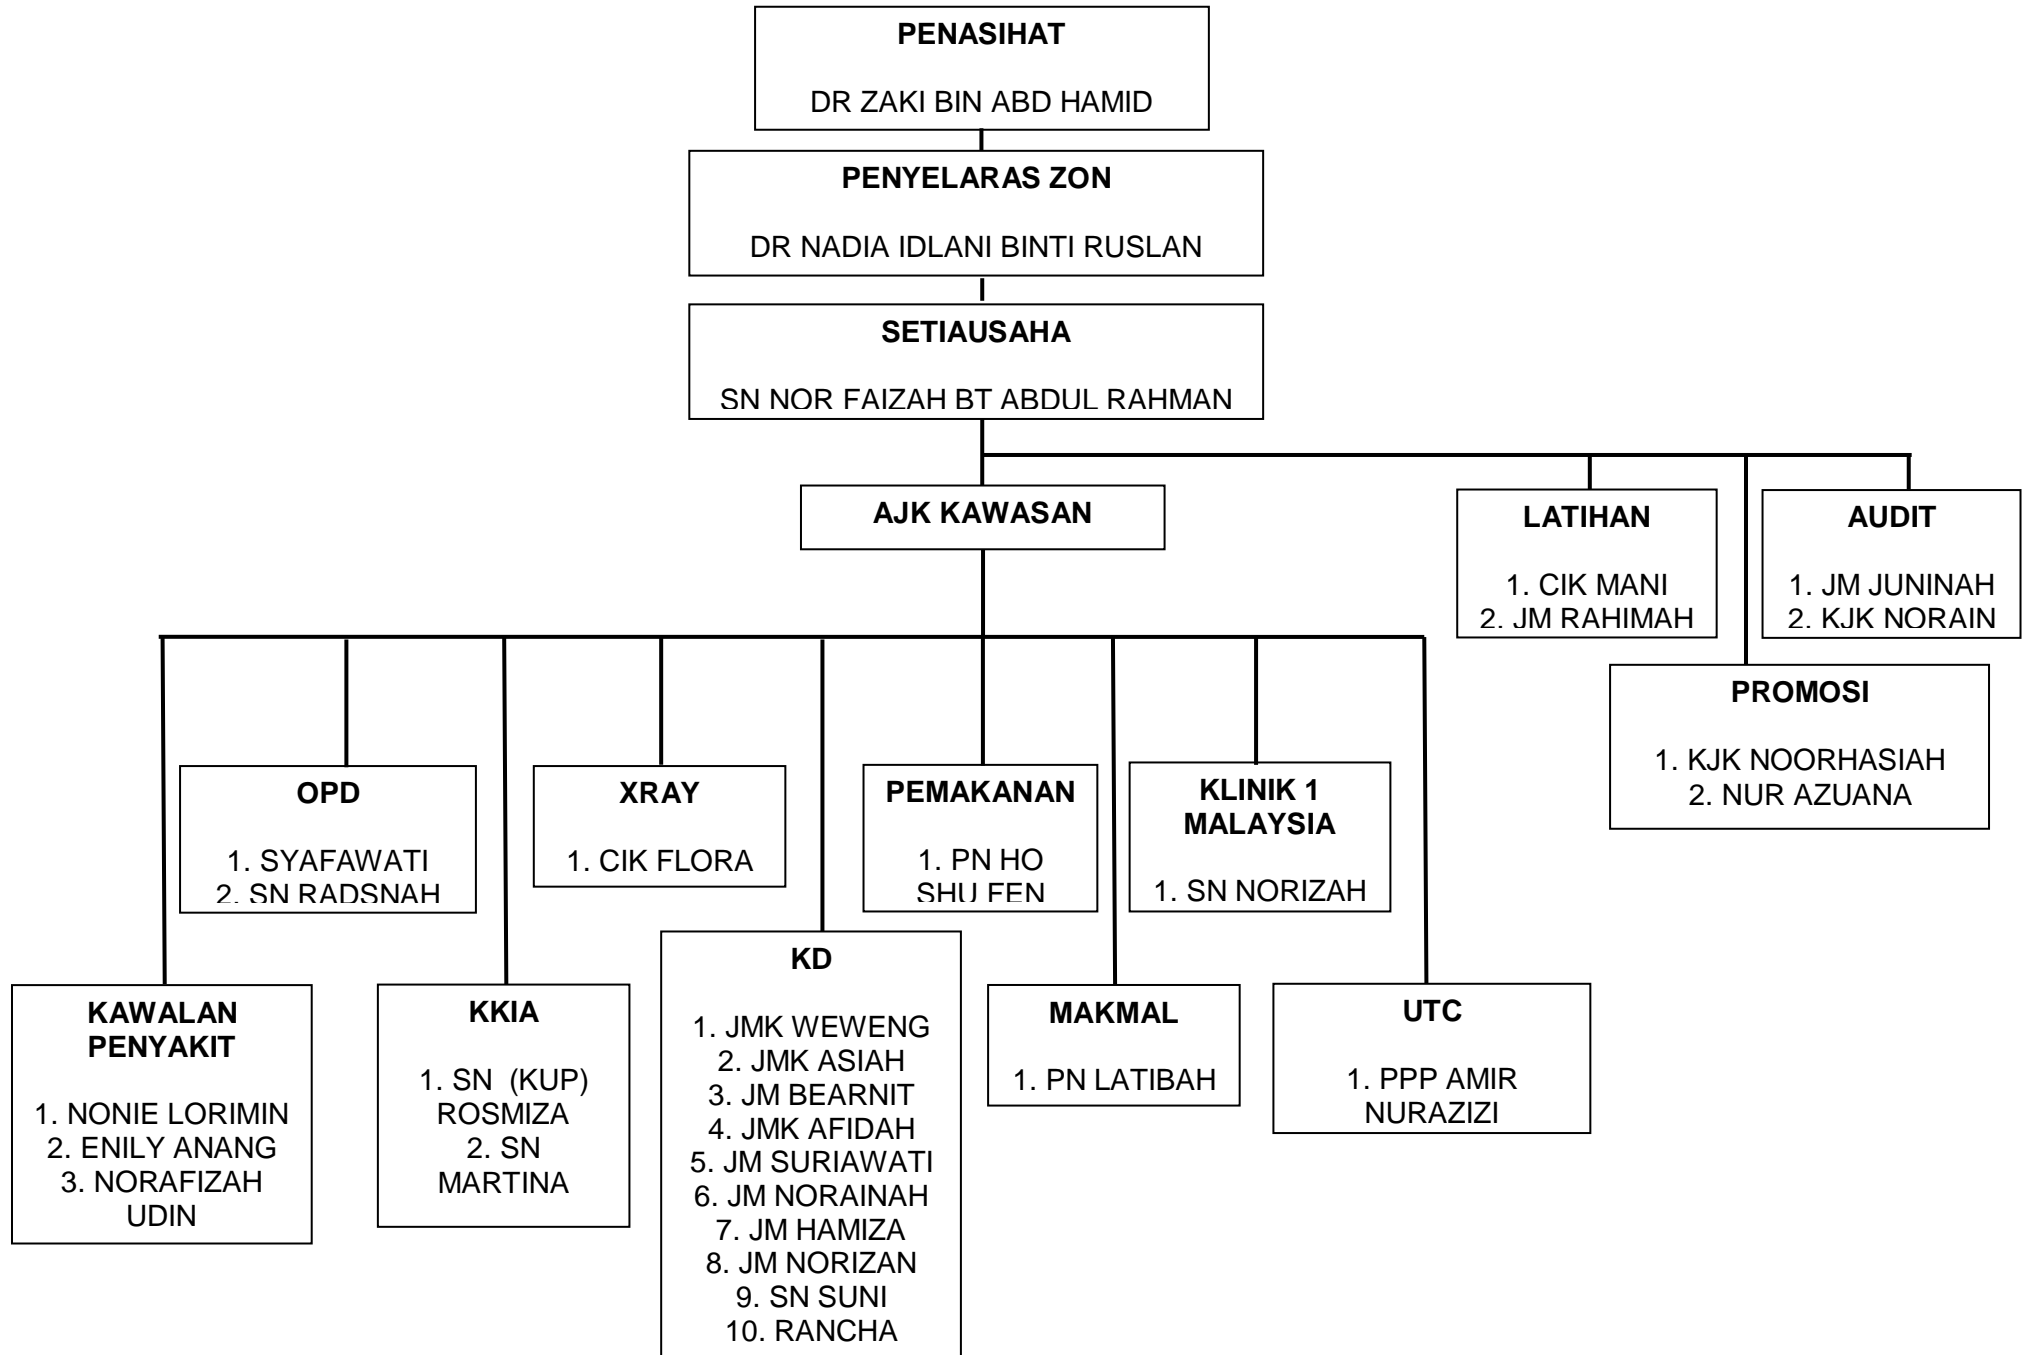 PENASIHAT
DR ZAKI BIN ABD HAMID
PENYELARAS ZON
DR NADIA IDLANI BINTI RUSLAN
SETIAUSAHA
SN NOR FAIZAH BT ABDUL RAHMAN
AJK KAWASAN
LATIHAN
1. CIK MANI
2. JM RAHIMAH
AUDIT
1. JM JUNINAH
2. KJK NORAIN
PROMOSI
1. KJK NOORHASIAH
2. NUR AZUANA
OPD
1. SYAFAWATI
2. SN RADSNAH
XRAY
1. CIK FLORA
PEMAKANAN
1. PN HO
SHU FEN
KLINIK 1
MALAYSIA
1. SN NORIZAH
KAWALAN
PENYAKIT
1. NONIE LORIMIN
2. ENILY ANANG
3. NORAFIZAH
UDIN
KKIA
1. SN  (KUP)
ROSMIZA
2. SN
MARTINA
KD
1. JMK WEWENG
2. JMK ASIAH
3. JM BEARNIT
4. JMK AFIDAH
5. JM SURIAWATI
6. JM NORAINAH
7. JM HAMIZA
8. JM NORIZAN
9. SN SUNI
10. RANCHA
MAKMAL
1. PN LATIBAH
UTC
1. PPP AMIR
NURAZIZI